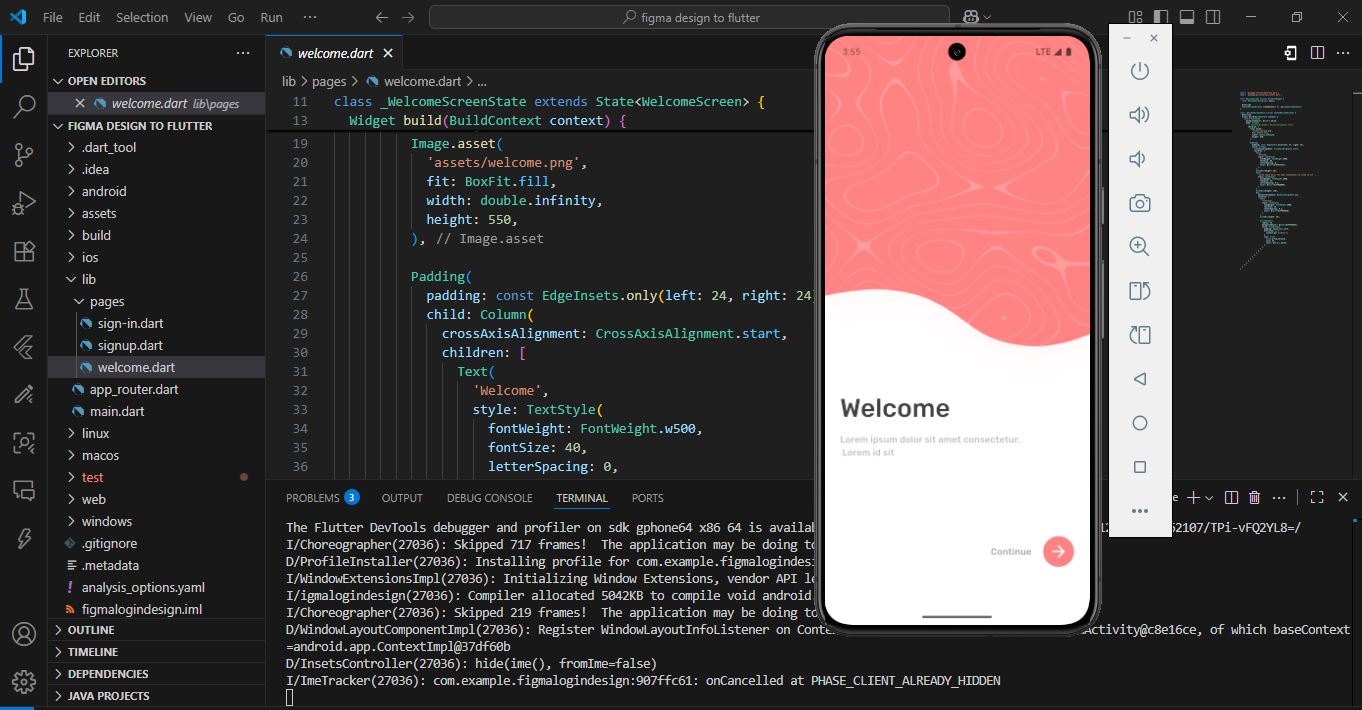 File Edit Selection View Go Run ···
figma design to flutter
EXPLORER
OPEN EDITORS
welcome.dart lib\pages
FIGMA DESIGN TO FLUTTER
.dart_tool
.idea
android
assets
build
ios
lib
pages
sign-in.dart
signup.dart
welcome.dart
app_router.dart
main.dart
linux
macos
test
web
windows
.gitignore
.metadata
analysis_options.yaml
figmalogindesign.iml
OUTLINE
TIMELINE
DEPENDENCIES
JAVA PROJECTS
welcome.dart
lib > pages > welcome.dart > ...
11 class _WelcomeScreenState extends State<WelcomeScreen> {
13 Widget build(BuildContext context) {
19 Image.asset(
20 'assets/welcome.png',
21 fit: BoxFit.fill,
22 width: double.infinity,
23 height: 550,
24 ), // Image.asset
25
26 Padding(
27 padding: const EdgeInsets.only(left: 24, right: 24
28 child: Column(
29 crossAxisAlignment: CrossAxisAlignment.start,
30 children: [
31 Text(
32 'Welcome',
33 style: TextStyle(
34 fontWeight: FontWeight.w500,
35 fontSize: 40,
36 letterSpacing: 0,
PROBLEMS 3 OUTPUT DEBUG CONSOLE TERMINAL PORTS
The Flutter DevTools debugger and profiler on sdk gphone64 x86 64 is availa
62107/TPi-vFQ2YL8=/
I/Choreographer(27036): Skipped 717 frames! The application may be doing to
D/ProfileInstaller(27036): Installing profile for com.example.figmalogindesi
I/WindowExtensionsImpl(27036): Initializing Window Extensions, vendor API le
I/igmalogindesign(27036): Compiler allocated 5042KB to compile void android
I/Choreographer(27036): Skipped 219 frames! The application may be doing to
D/WindowLayoutComponentImpl(27036): Register WindowLayoutInfoListener on Conte
Activity@c8e16ce, of which baseContext
=android.app.ContextImpl@37df60b
D/InsetsController(27036): hide(ime(), fromIme=false)
I/ImeTracker(27036): com.example.figmalogindesign:907ffc61: onCancelled at PHASE_CLIENT_ALREADY_HIDDEN
3:55
LTE
Welcome
Lorem ipsum dolor sit amet consectetur.
Lorem id sit
Continue